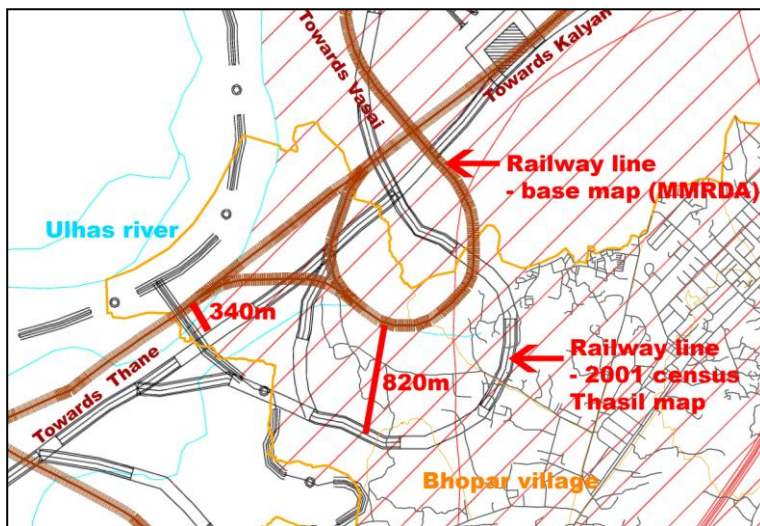 Towards Vasai
Towards Kalyan
Railway line
- base map (MMRDA)
Ulhas river
340m
Railway line
- 2001 census
Thasil map
820m
Towards Thane
Bhopar village